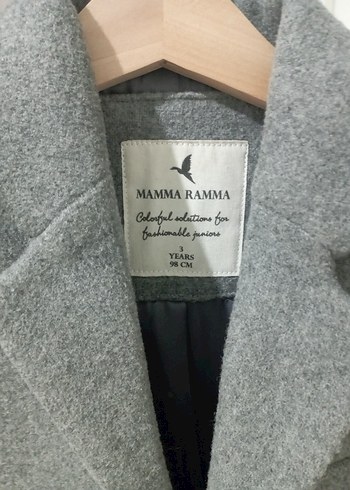 MAMMA RAMMA
Colorful solutions for
fashionable juniors
3
YEARS
98 CM